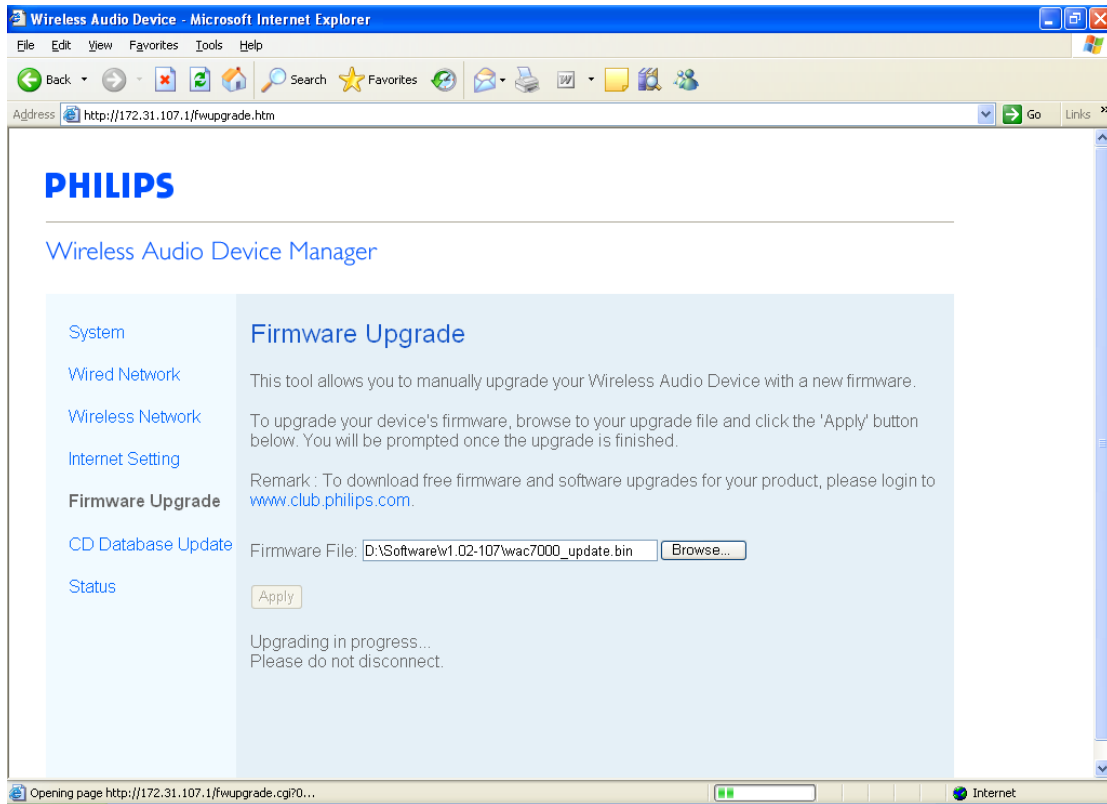 Wireless Audio Device - Microsoft Internet Explorer
File Edit View Favorites Tools Help
Back Search Favorites
Address http://172.31.107.1/fwupgrade.htm Go Links »
PHILIPS
Wireless Audio Device Manager
System
Wired Network
Wireless Network
Internet Setting
Firmware Upgrade
CD Database Update
Status
Firmware Upgrade
This tool allows you to manually upgrade your Wireless Audio Device with a new firmware.
To upgrade your device's firmware, browse to your upgrade file and click the 'Apply' button
below. You will be prompted once the upgrade is finished.
Remark : To download free firmware and software upgrades for your product, please login to
www.club.philips.com.
Firmware File: D:\Software\v1.02-107\wac7000_update.bin Browse...
Apply
Upgrading in progress...
Please do not disconnect.
Opening page http://172.31.107.1/fwupgrade.cgi?0... Internet